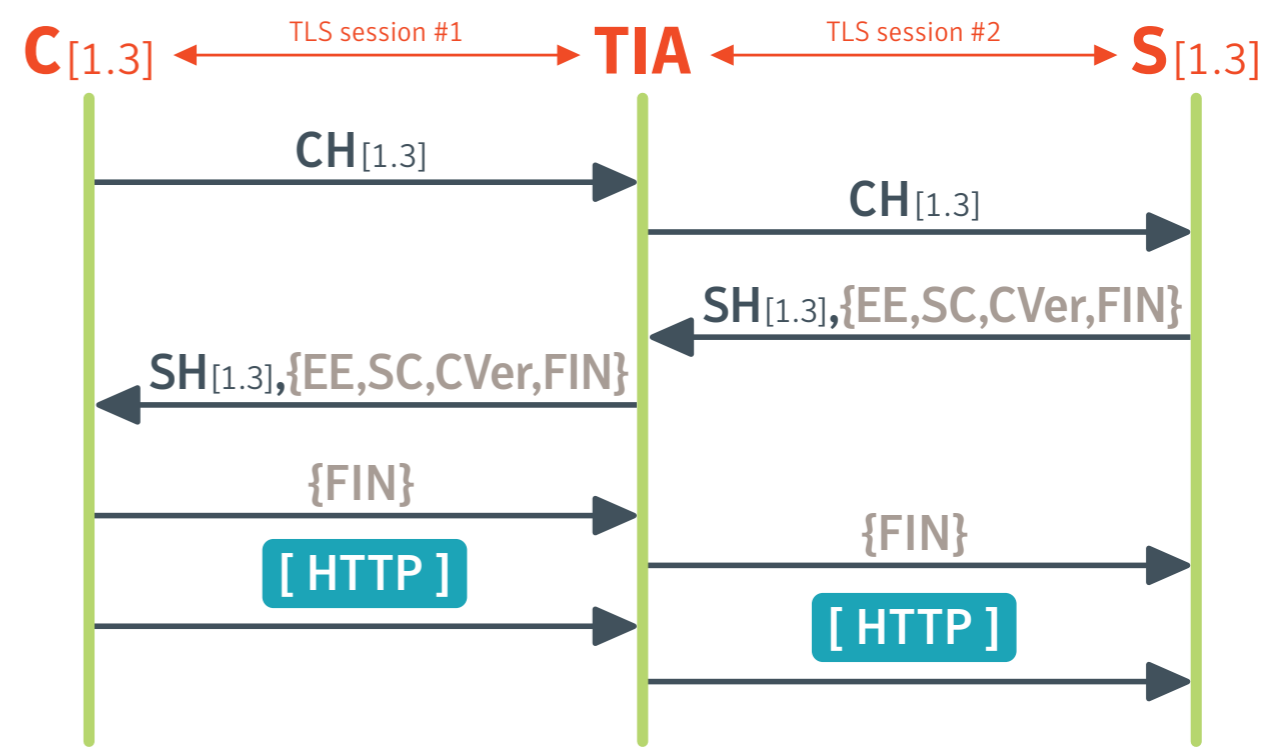 C[1.3] TLS session #1 TIA TLS session #2 S[1.3]
CH[1.3]
CH[1.3]
SH[1.3],{EE,SC,CVer,FIN}
SH[1.3],{EE,SC,CVer,FIN}
{FIN}
{FIN}
[ HTTP ]
[ HTTP ]